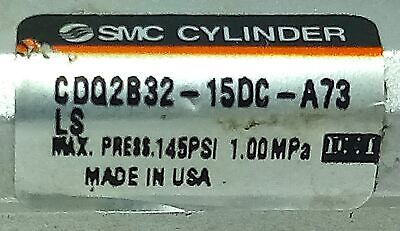 SMC CYLINDER
CDQ2B32-15DC-A73
LS
MAX. PRESS.145PSI 1.00MPa
MADE IN USA